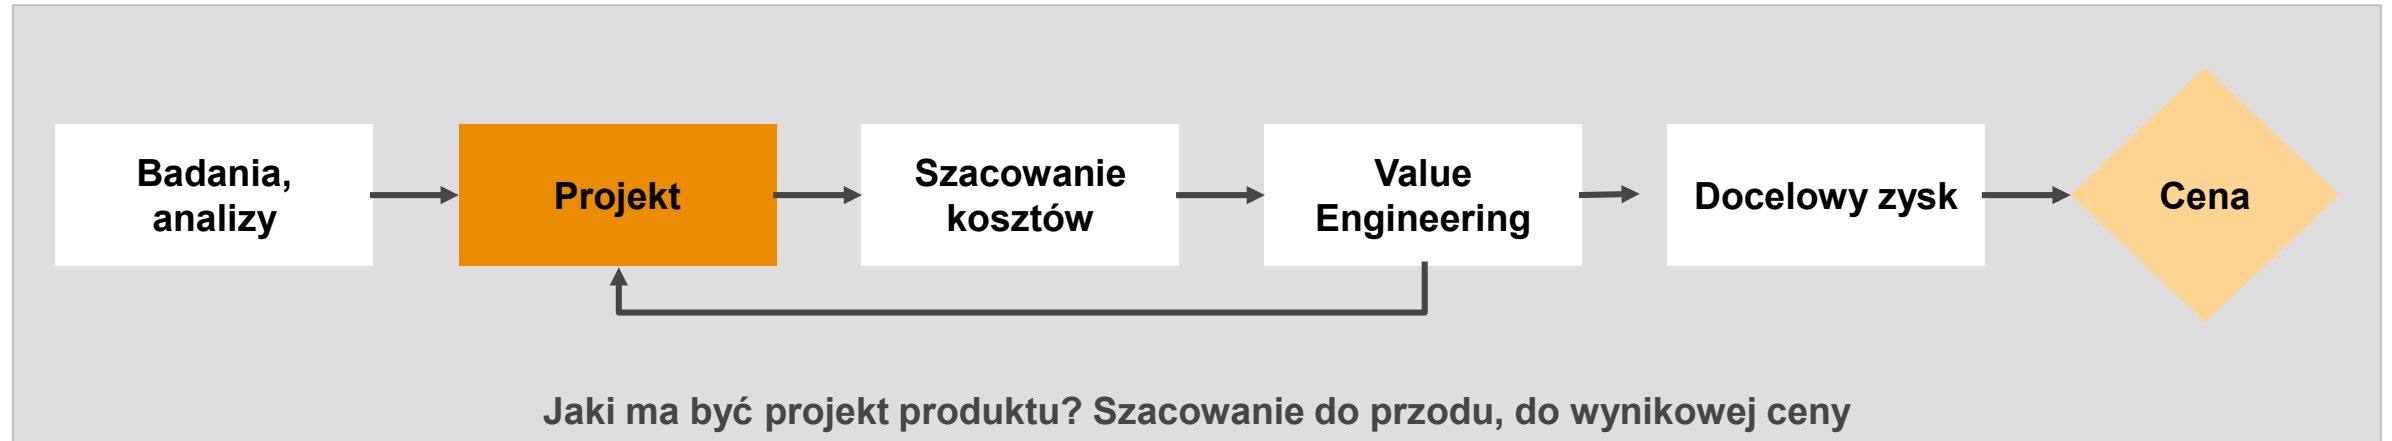 Badania,
analizy
Projekt
Szacowanie
kosztów
Value
Engineering
Docelowy zysk
Cena
Jaki ma być projekt produktu? Szacowanie do przodu, do wynikowej ceny